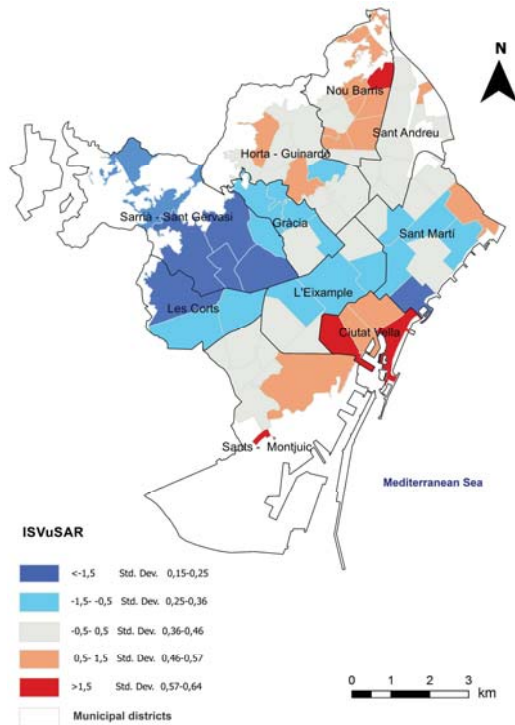 N
Nou Barris
Sant Andreu
Horta - Guinardó
Sarrià - Sant Gervasi
Gràcia
Sant Martí
L'Eixample
Les Corts
Ciutat Vella
Sants - Montjuïc
Mediterranean Sea
ISVuSAR
<-1,5 Std. Dev. 0,15-0,25
-1,5- -0,5 Std. Dev. 0,25-0,36
-0,5- 0,5 Std. Dev. 0,36-0,46
0,5- 1,5 Std. Dev. 0,46-0,57
>1,5 Std. Dev. 0,57-0,64
Municipal districts
0 1 2 3
km